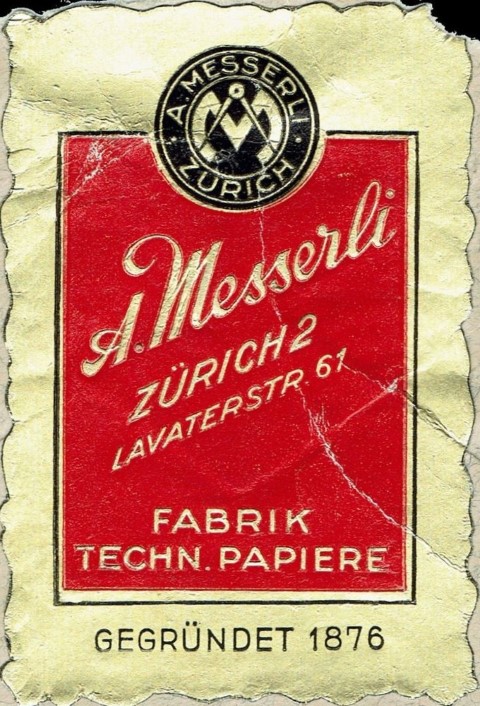 · A. MESSERLI ·
ZÜRICH
A. Messerli
ZÜRICH 2
LAVATERSTR. 61
FABRIK
TECHN. PAPIERE
GEGRÜNDET 1876